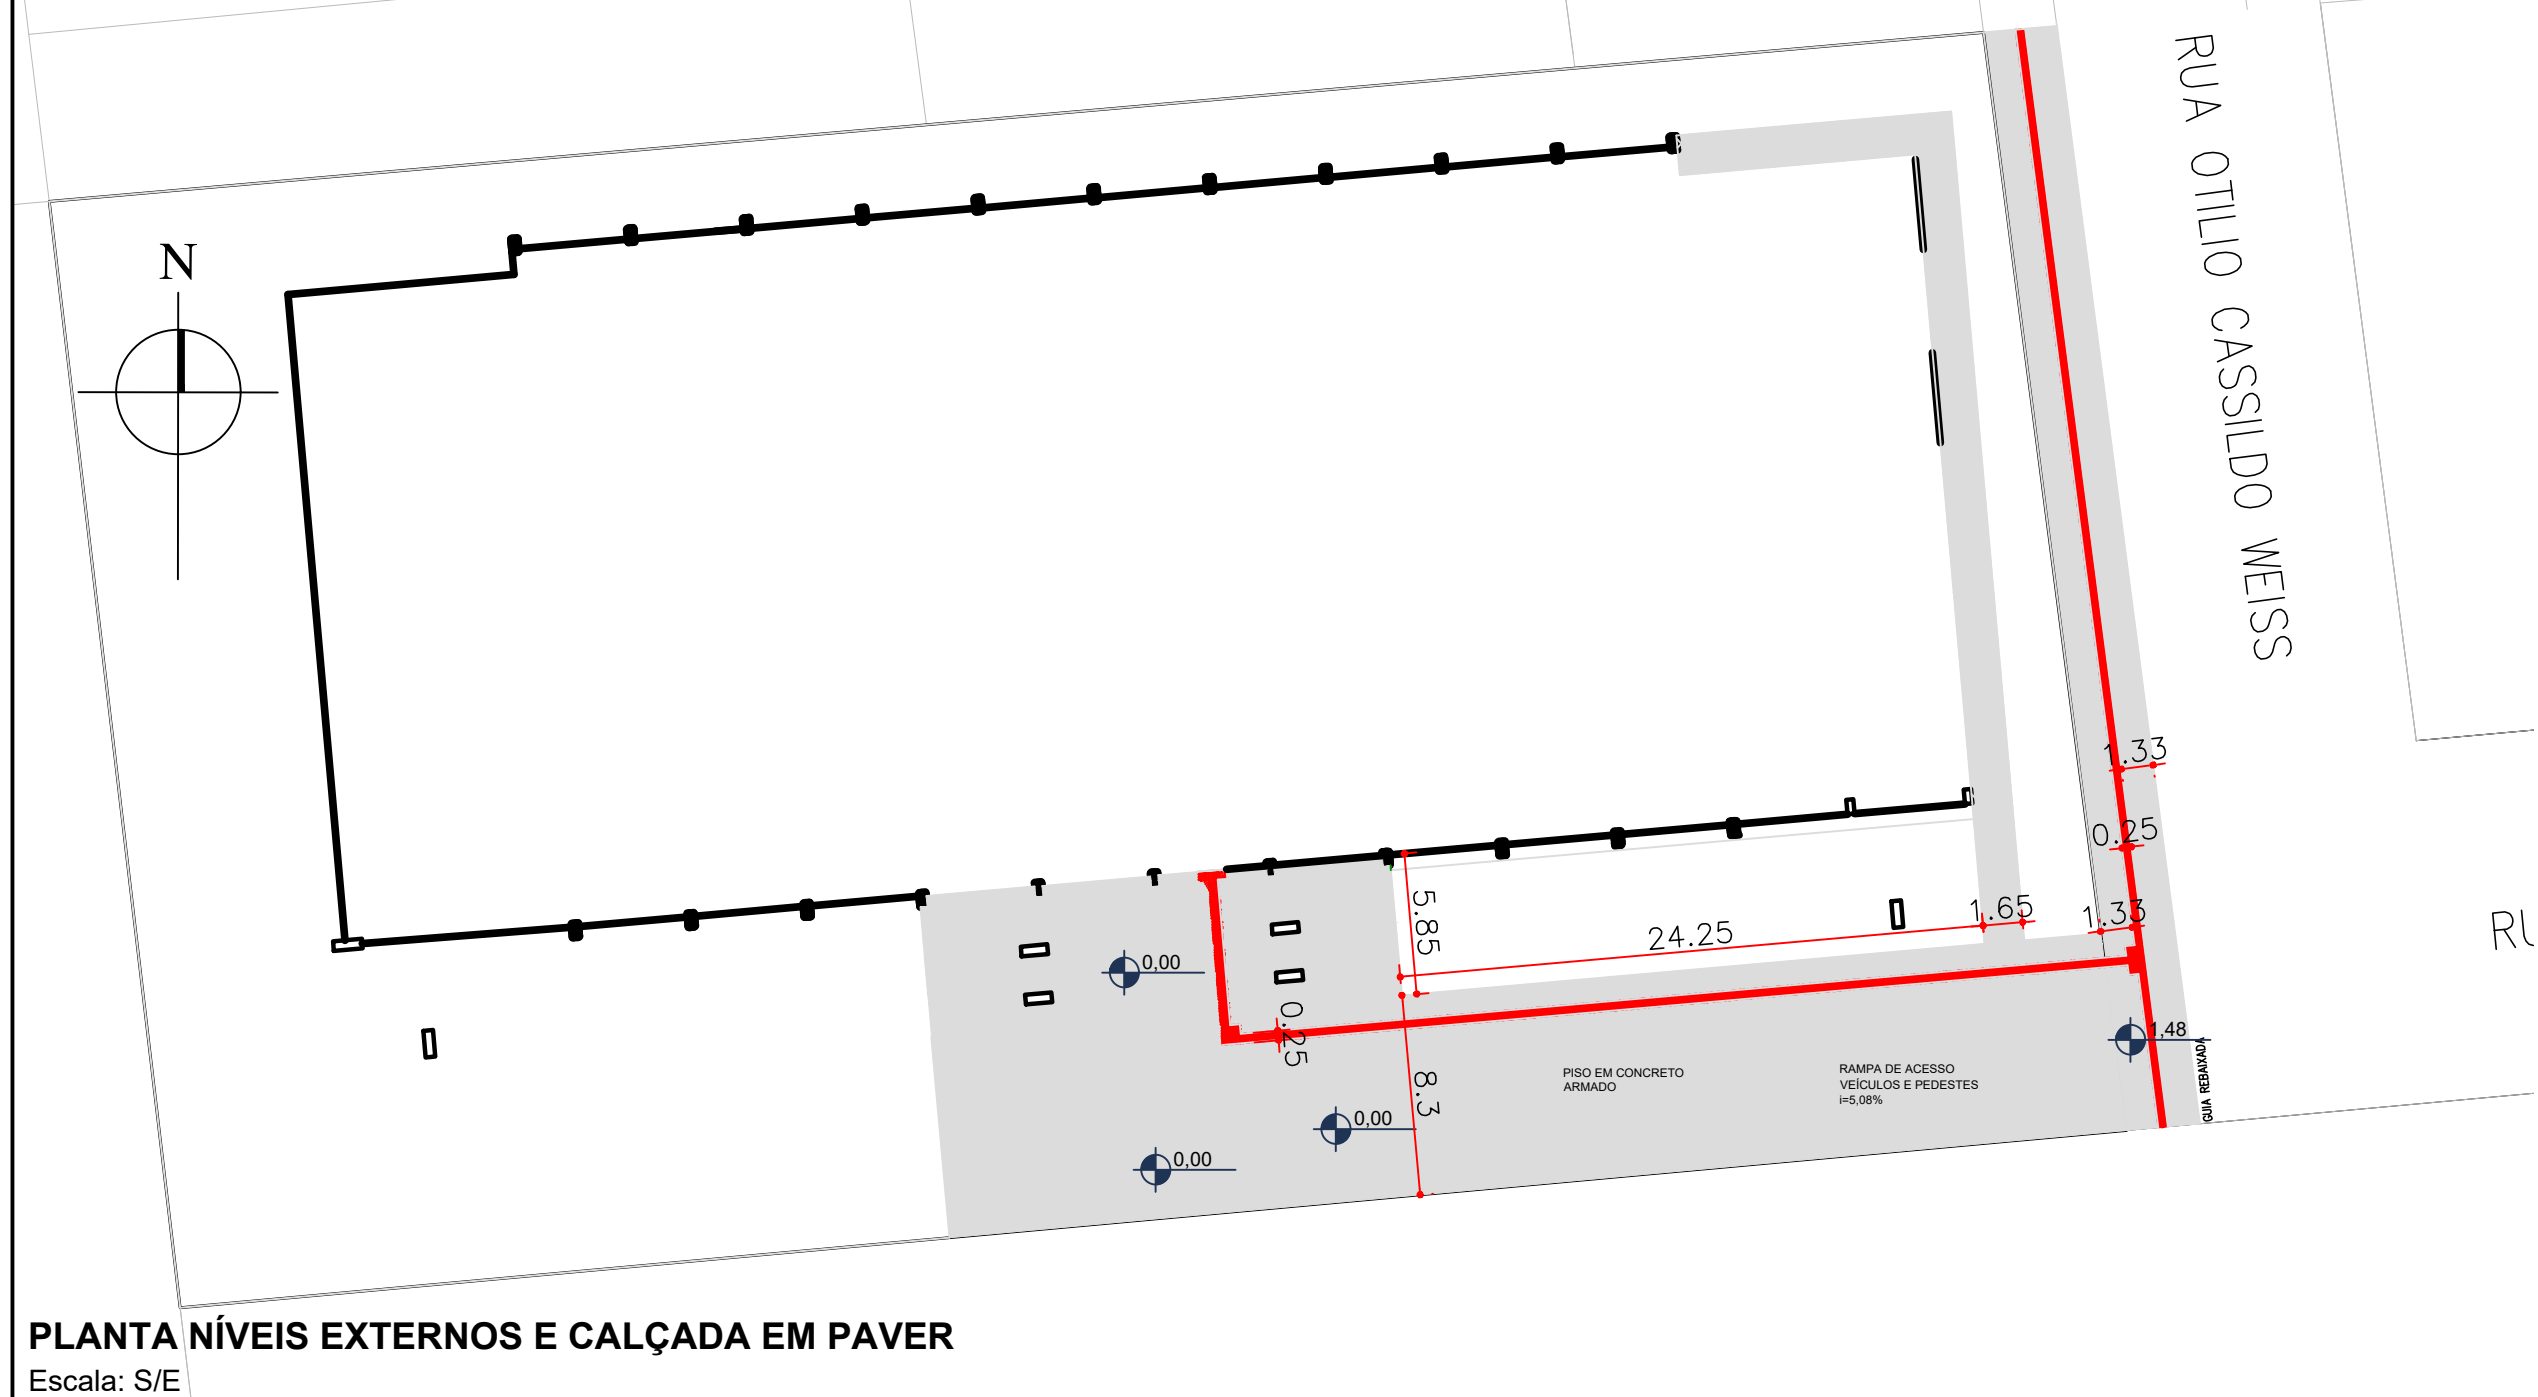 RUA OTILIO CASSILDO WEISS
N
1.33
0.25
5.85
24.25
1.65
1.33
RU
0,00
0.25
1,48
GUIA REBAIXADA
PISO EM CONCRETO
ARMADO
RAMPA DE ACESSO
VEÍCULOS E PEDESTES
i=5,08%
8.3
0,00
0,00
PLANTA NÍVEIS EXTERNOS E CALÇADA EM PAVER
Escala: S/E